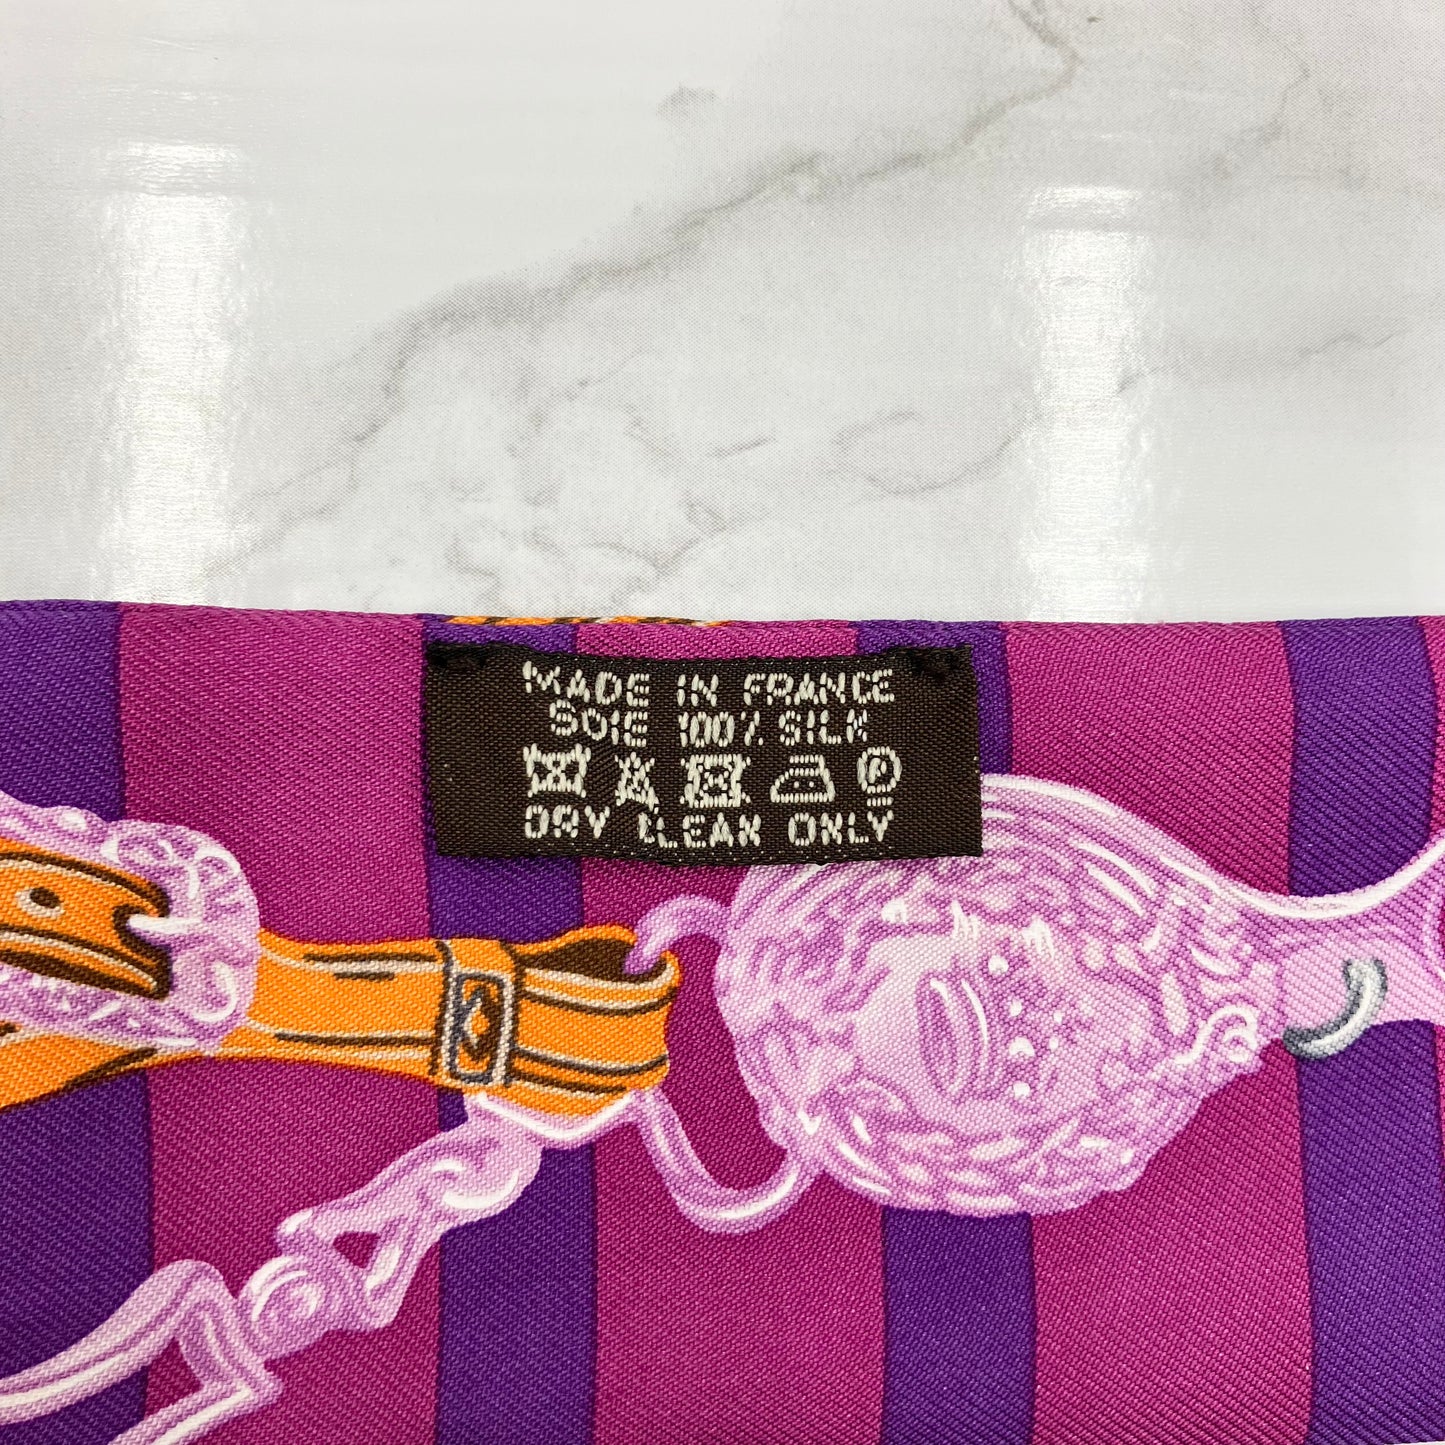 MADE IN FRANCE
SOIE 100% SILK
P
DRY CLEAN ONLY